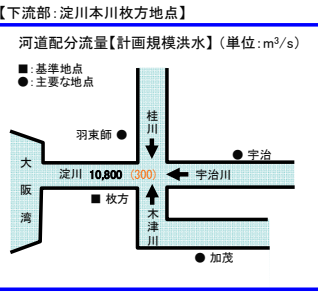 【下流部:淀川本川枚方地点】
河道配分流量【計画規模洪水】(単位:m³/s)
■:基準地点
●:主要な地点
羽束師 ●
桂川
● 宇治
大阪湾
淀川 10,800 (300)
宇治川
■ 枚方
木津川
● 加茂